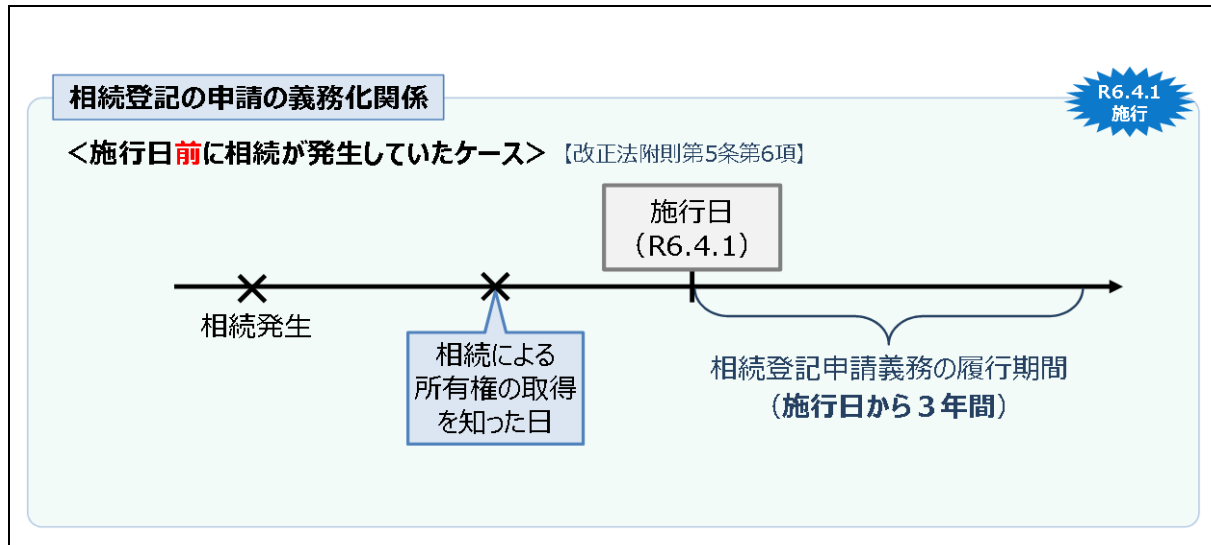 相続登記の申請の義務化関係
R6.4.1
施行
＜施行日前に相続が発生していたケース＞【改正法附則第5条第6項】
施行日
（R6.4.1）
相続発生
相続による
所有権の取得
を知った日
相続登記申請義務の履行期間
（施行日から３年間）